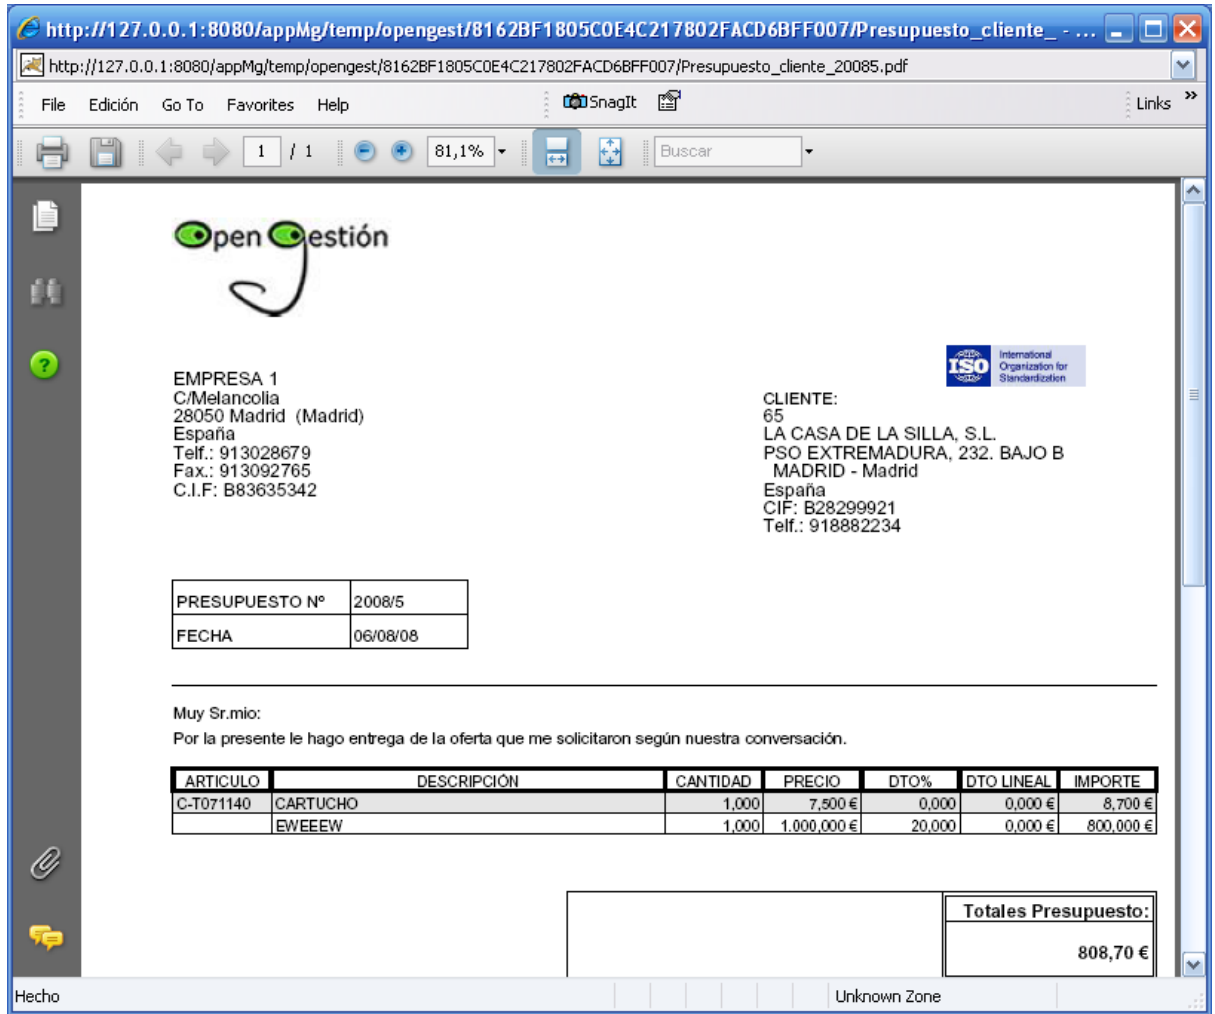 http://127.0.0.1:8080/appMg/temp/opengest/8162BF1805C0E4C217802FACD6BFF007/Presupuesto_cliente_ - ...
http://127.0.0.1:8080/appMg/temp/opengest/8162BF1805C0E4C217802FACD6BFF007/Presupuesto_cliente_20085.pdf
File Edición Go To Favorites Help SnagIt Links »
1 / 1 81,1% Buscar
Open Gestión
International
Organization for
Standardization
ISO
EMPRESA 1
C/Melancolia
28050 Madrid (Madrid)
España
Telf.: 913028679
Fax.: 913092765
C.I.F: B83635342
CLIENTE:
65
LA CASA DE LA SILLA, S.L.
PSO EXTREMADURA, 232. BAJO B
MADRID - Madrid
España
CIF: B28299921
Telf.: 918882234
PRESUPUESTO Nº 2008/5
FECHA 06/08/08
Muy Sr.mio:
Por la presente le hago entrega de la oferta que me solicitaron según nuestra conversación.
ARTICULO DESCRIPCIÓN CANTIDAD PRECIO DTO% DTO LINEAL IMPORTE
C-T071140 CARTUCHO 1,000 7,500 € 0,000 0,000 € 8,700 €
EWEEEW 1,000 1.000,000 € 20,000 0,000 € 800,000 €
Totales Presupuesto:
808,70 €
Hecho Unknown Zone